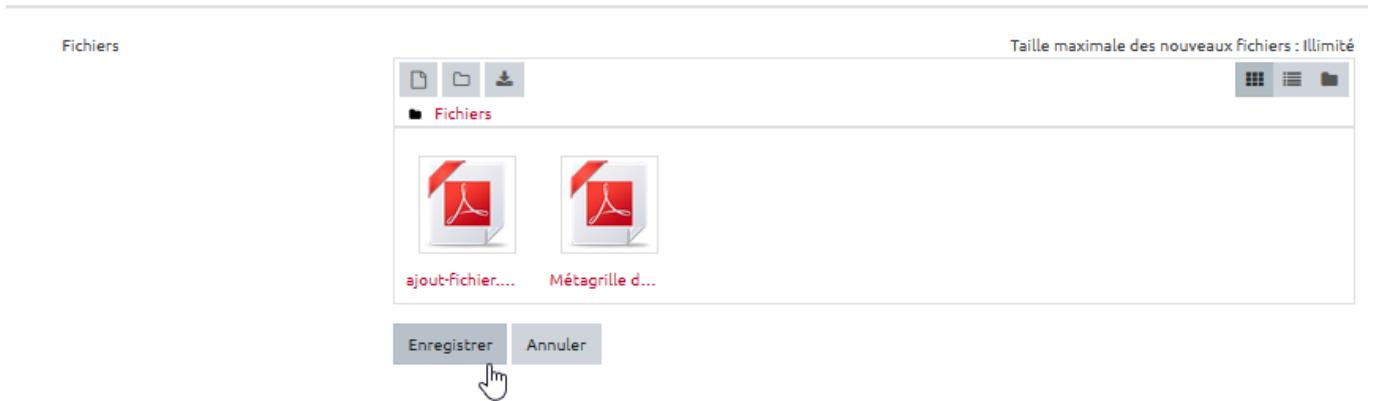 Fichiers
Taille maximale des nouveaux fichiers : Illimité
Fichiers
ajout-fichier.... Métagrille d...
Enregistrer Annuler